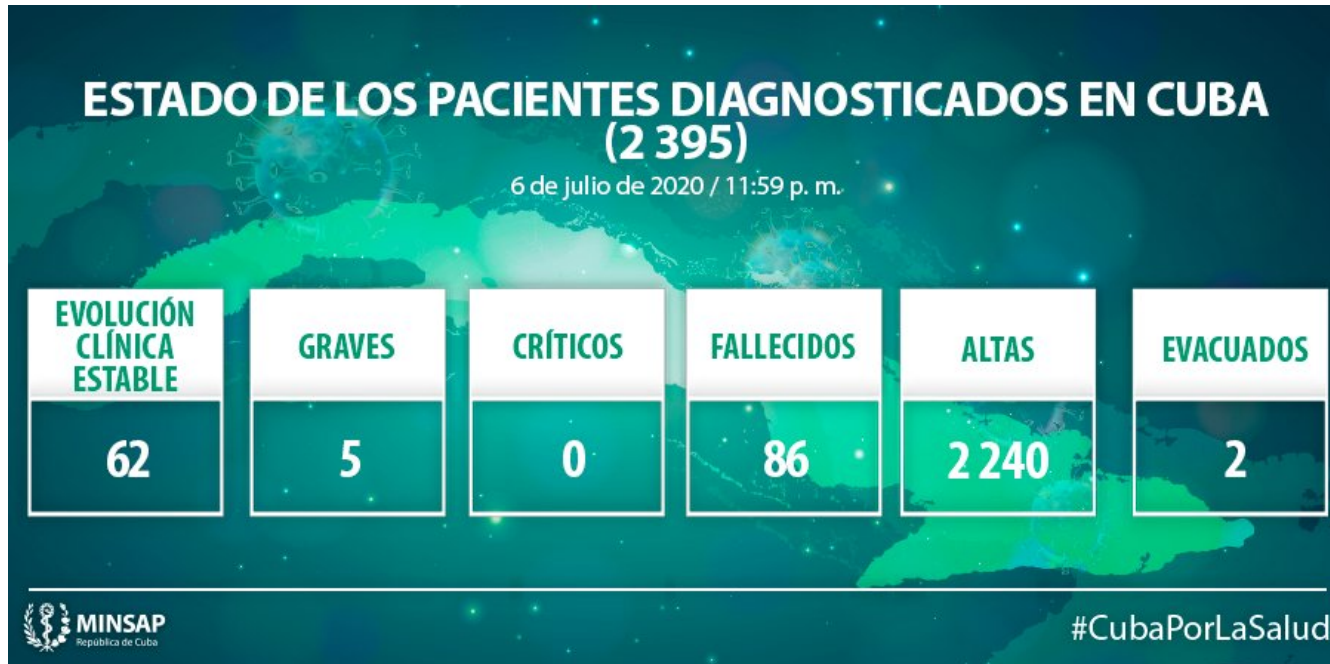 ESTADO DE LOS PACIENTES DIAGNOSTICADOS EN CUBA
(2 395)
6 de julio de 2020 / 11:59 p. m.
EVOLUCIÓN
CLÍNICA
ESTABLE
62
GRAVES
5
CRÍTICOS
0
FALLECIDOS
86
ALTAS
2 240
EVACUADOS
2
MINSAP
República de Cuba
#CubaPorLaSalud